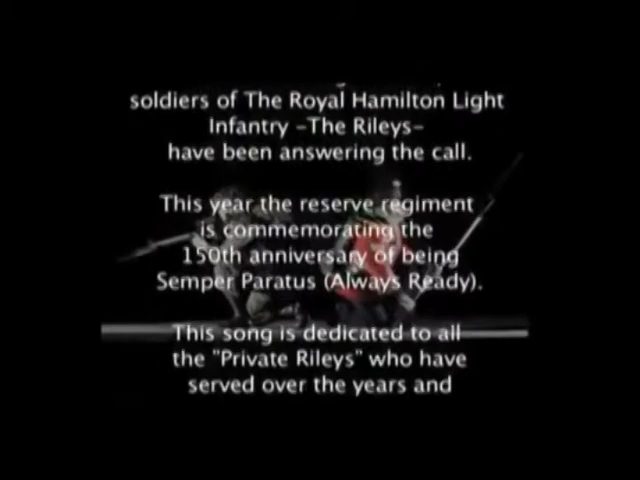 soldiers of The Royal Hamilton Light
Infantry –The Rileys–
have been answering the call.
This year the reserve regiment
is commemorating the
150th anniversary of being
Semper Paratus (Always Ready).
This song is dedicated to all
the "Private Rileys" who have
served over the years and